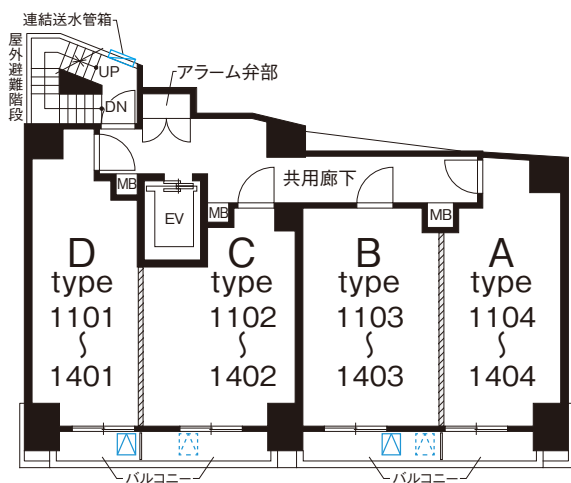 連結送水管箱
屋外避難階段
UP
アラーム弁部
DN
共用廊下
MB
MB
MB
EV
D
type
1101
〜
1401
C
type
1102
〜
1402
B
type
1103
〜
1403
A
type
1104
〜
1404
バルコニー
バルコニー